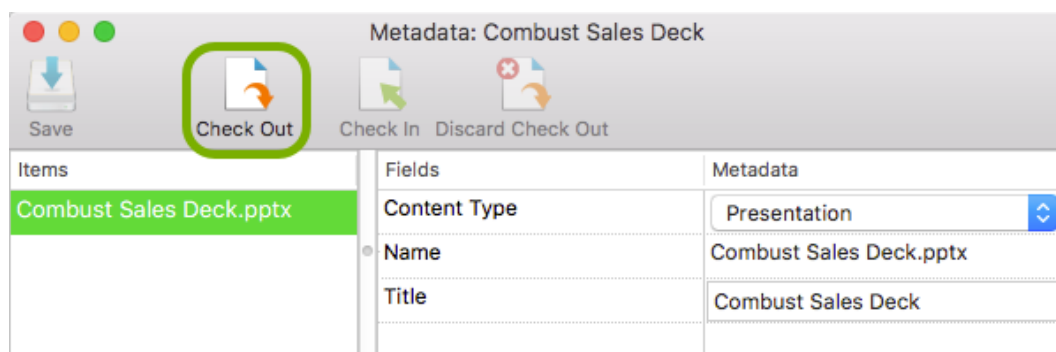 Metadata: Combust Sales Deck
Save Check Out Check In Discard Check Out
Items Fields Metadata
Combust Sales Deck.pptx Content Type Presentation
Name Combust Sales Deck.pptx
Title Combust Sales Deck